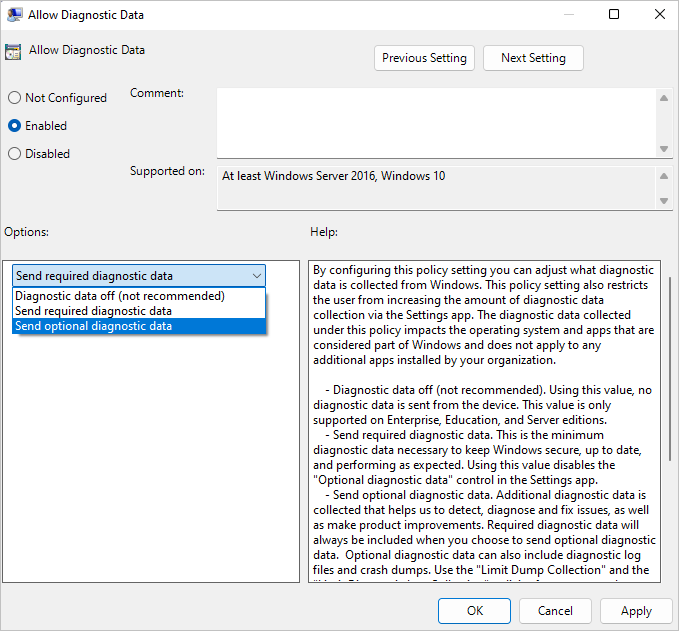 Allow Diagnostic Data
Allow Diagnostic Data
Previous Setting
Next Setting
Not Configured
Enabled
Disabled
Comment:
Supported on:
At least Windows Server 2016, Windows 10
Options:
Help:
Send required diagnostic data
Diagnostic data off (not recommended)
Send required diagnostic data
Send optional diagnostic data
By configuring this policy setting you can adjust what diagnostic
data is collected from Windows. This policy setting also restricts
the user from increasing the amount of diagnostic data
collection via the Settings app. The diagnostic data collected
under this policy impacts the operating system and apps that are
considered part of Windows and does not apply to any
additional apps installed by your organization.
- Diagnostic data off (not recommended). Using this value, no
diagnostic data is sent from the device. This value is only
supported on Enterprise, Education, and Server editions.
- Send required diagnostic data. This is the minimum
diagnostic data necessary to keep Windows secure, up to date,
and performing as expected. Using this value disables the
"Optional diagnostic data" control in the Settings app.
- Send optional diagnostic data. Additional diagnostic data is
collected that helps us to detect, diagnose and fix issues, as well
as make product improvements. Required diagnostic data will
always be included when you choose to send optional diagnostic
data.  Optional diagnostic data can also include diagnostic log
files and crash dumps. Use the "Limit Dump Collection" and the
OK
Cancel
Apply